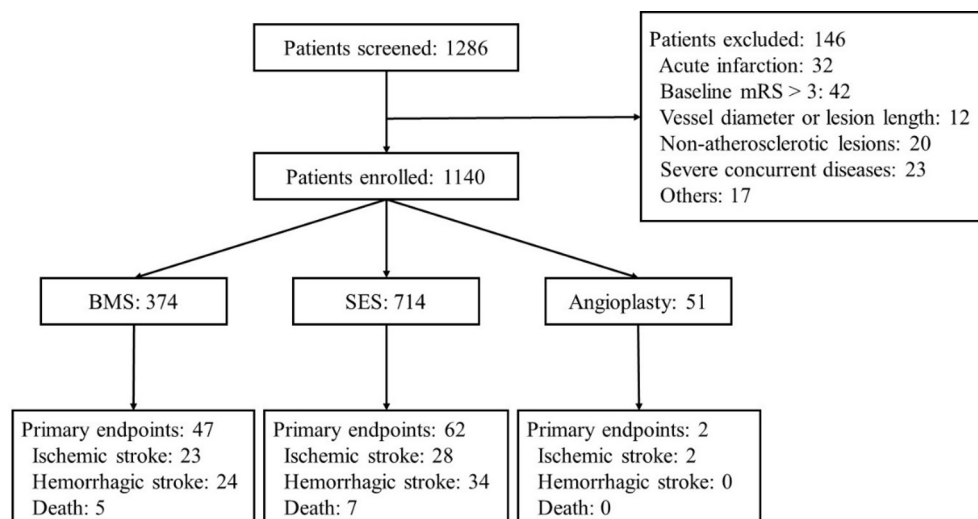 Patients screened: 1286
Patients excluded: 146
Acute infarction: 32
Baseline mRS > 3: 42
Vessel diameter or lesion length: 12
Non-atherosclerotic lesions: 20
Severe concurrent diseases: 23
Others: 17
Patients enrolled: 1140
BMS: 374
SES: 714
Angioplasty: 51
Primary endpoints: 47
Ischemic stroke: 23
Hemorrhagic stroke: 24
Death: 5
Primary endpoints: 62
Ischemic stroke: 28
Hemorrhagic stroke: 34
Death: 7
Primary endpoints: 2
Ischemic stroke: 2
Hemorrhagic stroke: 0
Death: 0